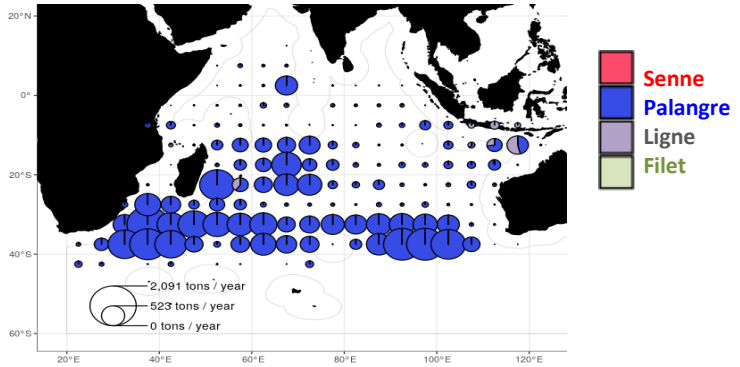 20°N
0°
20°S
40°S
60°S
2,091 tons / year
523 tons / year
0 tons / year
20°E
40°E
60°E
80°E
100°E
120°E
Senne
Palangre
Ligne
Filet